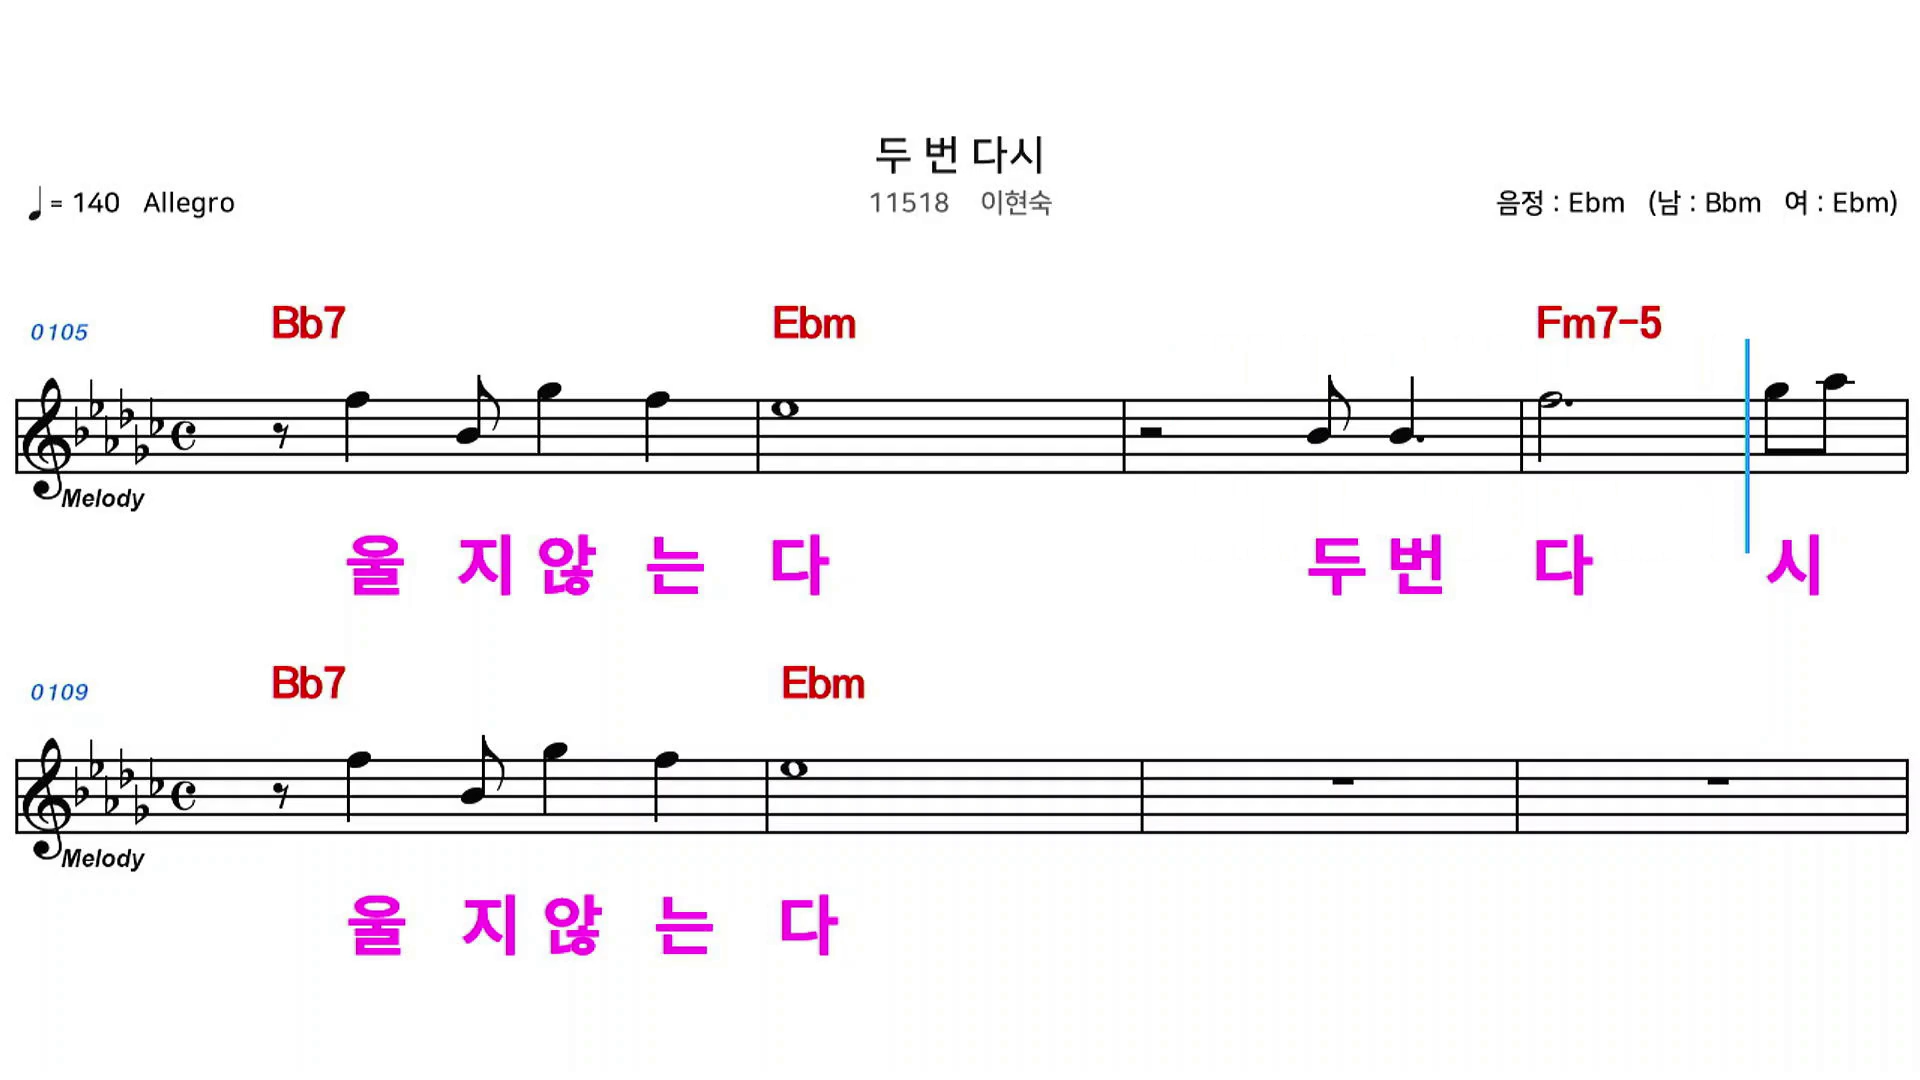 두 번 다시
♩= 140 Allegro
11518 이현숙
음정 : Ebm (남 : Bbm 여 : Ebm)
0105 Bb7 Ebm Fm7-5
Melody
울 지 않 는 다 두 번 다 시
0109 Bb7 Ebm
Melody
울 지 않 는 다